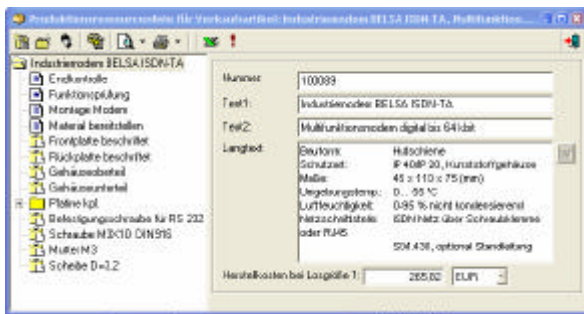 Produktionsressourcenliste für Verkaufsartikel: Industriemodem BELSA ISDN-TA, Multifunktion...
Industriemodem BELSA ISDN-TA
Endkontrolle
Funktionsprüfung
Montage Modem
Material bereitstellen
Frontplatte beschriftet
Rückplatte beschriftet
Gehäuseoberteil
Gehäuseunterteil
Platine kpl.
Befestigungsschraube für RS 232
Schraube M3X10 DIN916
Mutter M3
Scheibe D=3,2
Nummer: 100089
Text1: Industriemodem BELSA ISDN-TA
Text2: Multifunktionsmodem digital bis 64 kbit
Langtext: Bauform: Hutschiene
Schutzart: IP 40/IP 20, Kunststoffgehäuse
Maße: 45 x 110 x 75 (mm)
Umgebungstemp.: 0... 55 °C
Luftfeuchtigkeit: 0-95 % nicht kondensierend
Netzschnittstelle ISDN Netz über Schraubklemme
oder RJ45
optional Standleitung
Herstellkosten bei Losgröße 1: 265,82 EUR